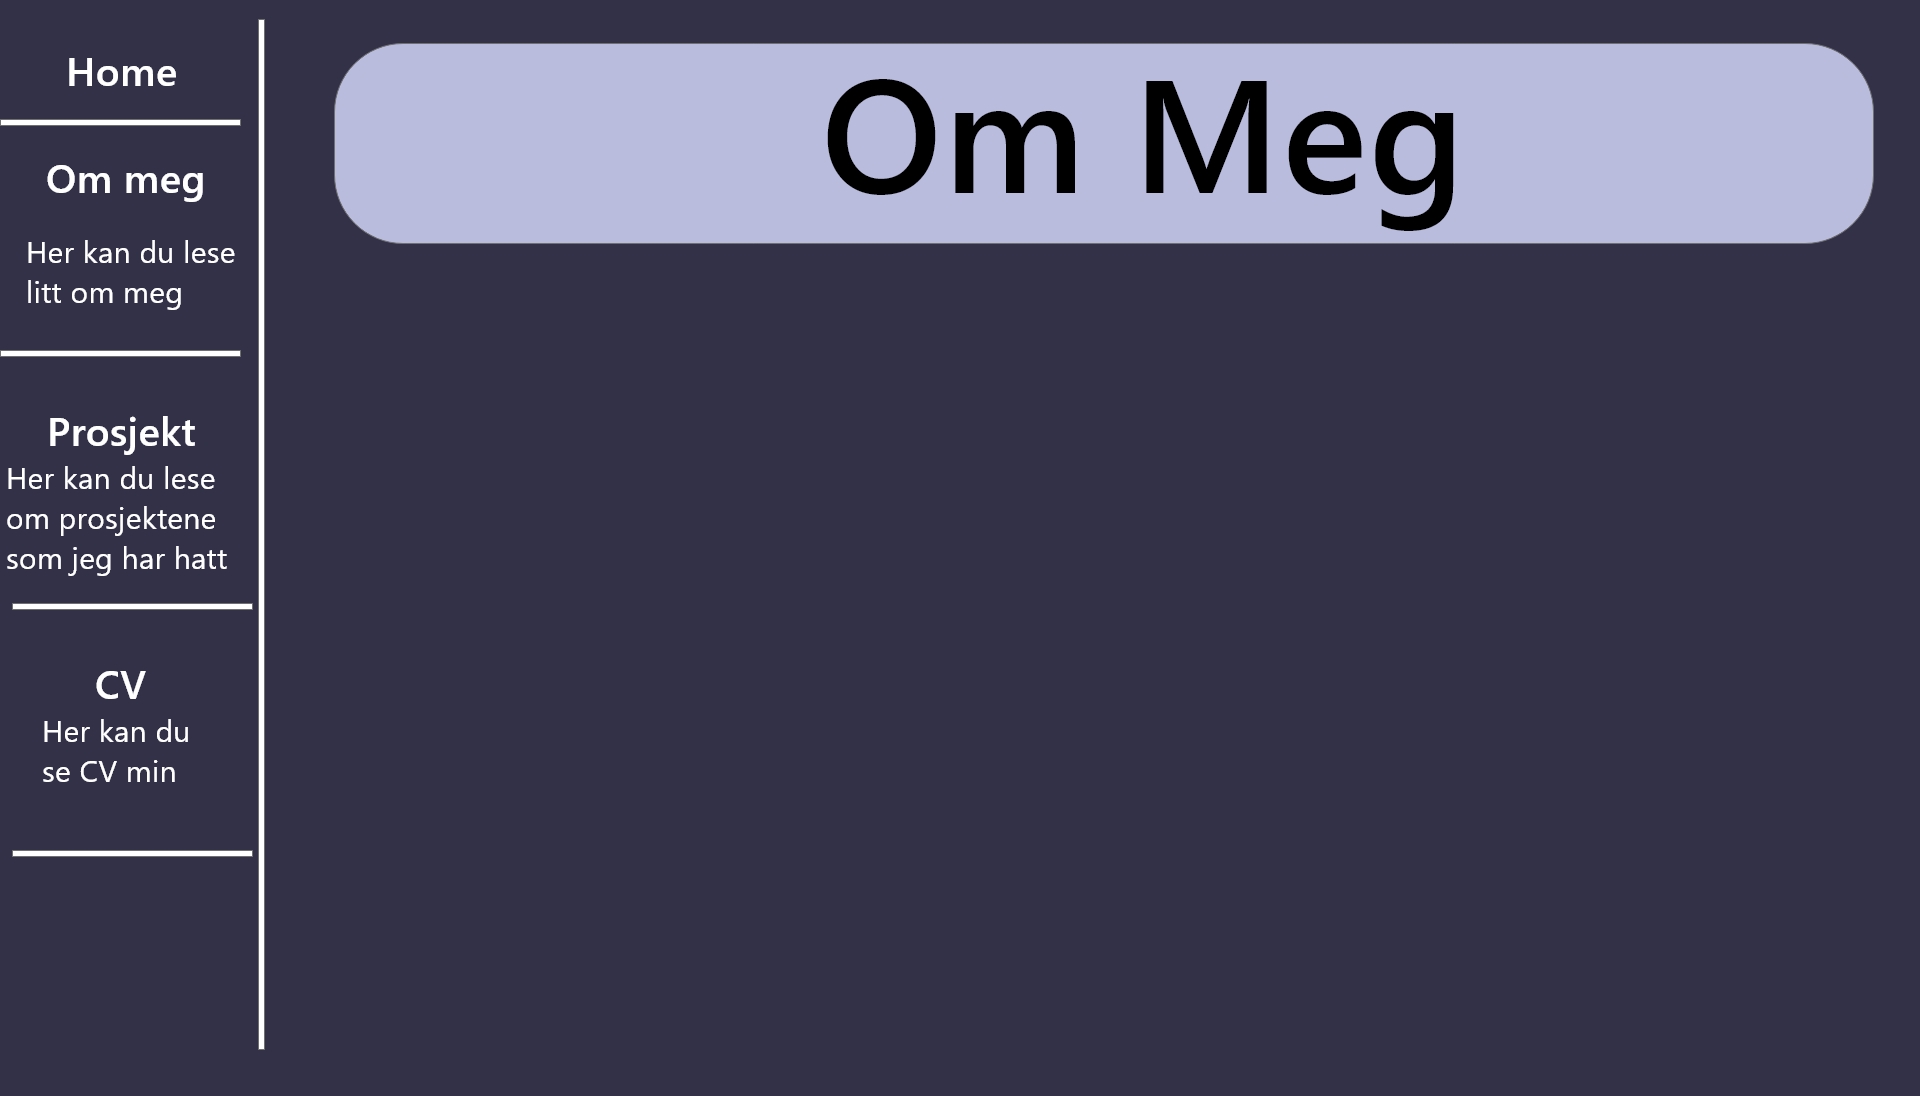 Home
Om meg
Her kan du lese
litt om meg
Prosjekt
Her kan du lese
om prosjektene
som jeg har hatt
CV
Her kan du
se CV min
Om Meg